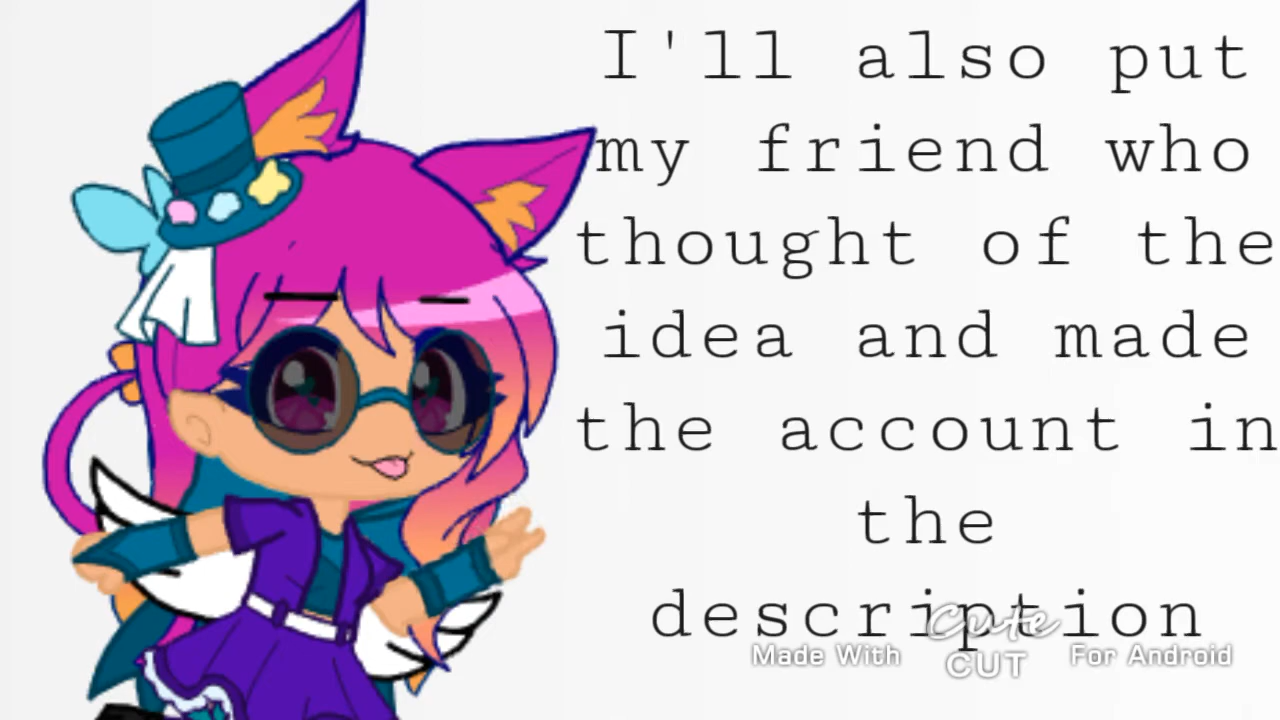 I'll also put
my friend who
thought of the
idea and made
the account in
the
description
Cute
Made With CUT For Android